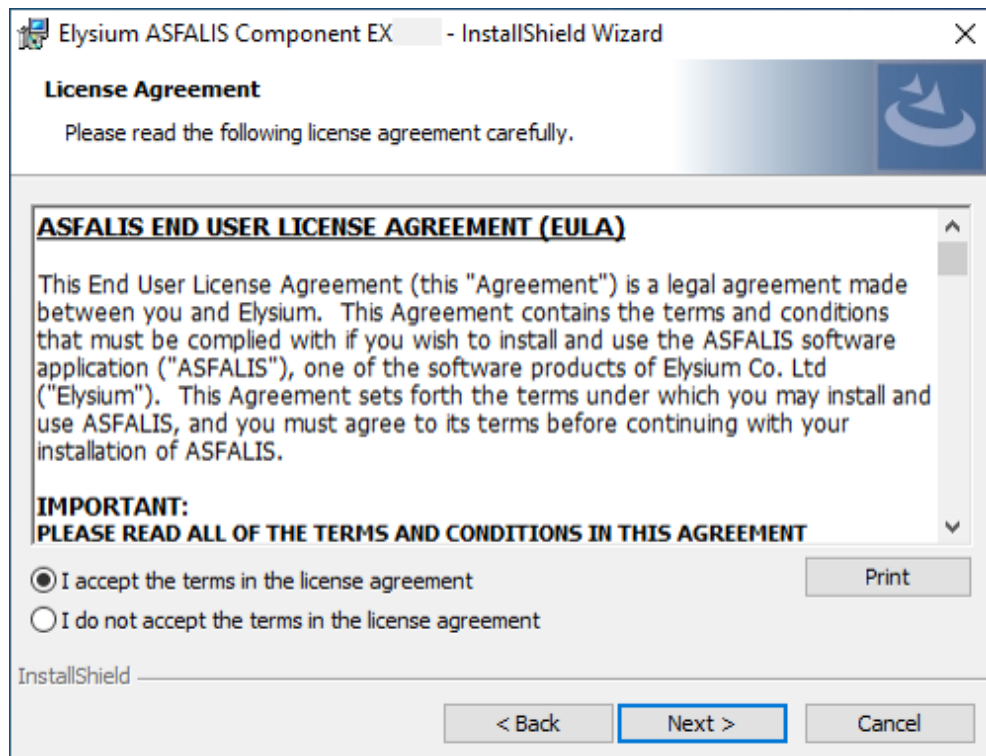 Elysium ASFALIS Component EX - InstallShield Wizard
License Agreement
Please read the following license agreement carefully.
ASFALIS END USER LICENSE AGREEMENT (EULA)
This End User License Agreement (this "Agreement") is a legal agreement made
between you and Elysium.  This Agreement contains the terms and conditions
that must be complied with if you wish to install and use the ASFALIS software
application ("ASFALIS"), one of the software products of Elysium Co. Ltd
("Elysium").  This Agreement sets forth the terms under which you may install and
use ASFALIS, and you must agree to its terms before continuing with your
installation of ASFALIS.
IMPORTANT:
PLEASE READ ALL OF THE TERMS AND CONDITIONS IN THIS AGREEMENT
I accept the terms in the license agreement
Print
I do not accept the terms in the license agreement
InstallShield
< Back
Next >
Cancel